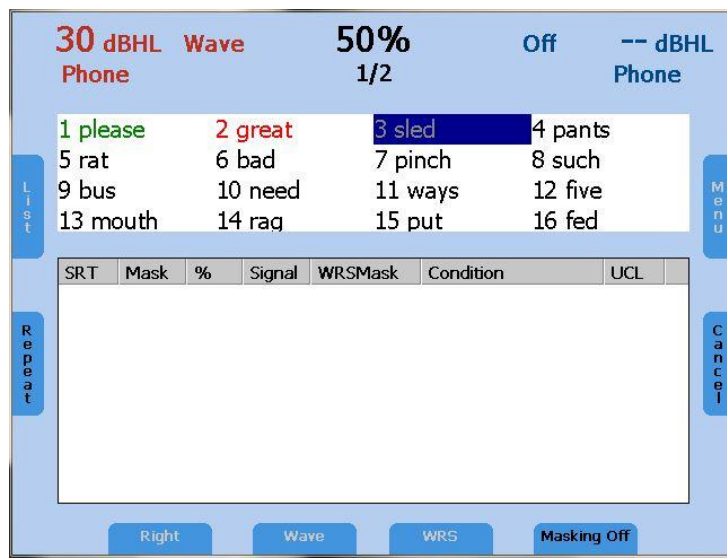 30 dBHL Wave 50% Off -- dBHL
Phone 1/2 Phone
1 please 2 great 3 sled 4 pants
5 rat 6 bad 7 pinch 8 such
9 bus 10 need 11 ways 12 five
13 mouth 14 rag 15 put 16 fed
List
Menu
SRT Mask % Signal WRSMask Condition UCL
Repeat
Cancel
Right Wave WRS Masking Off